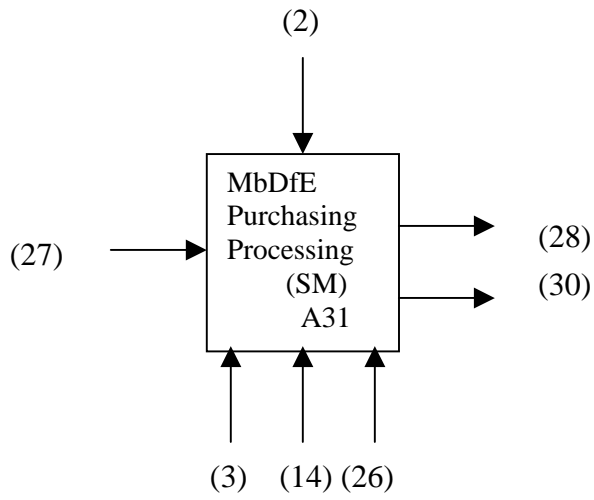 (2)
MbDfE
Purchasing
Processing
(SM)
A31
(27)
(28)
(30)
(3) (14) (26)